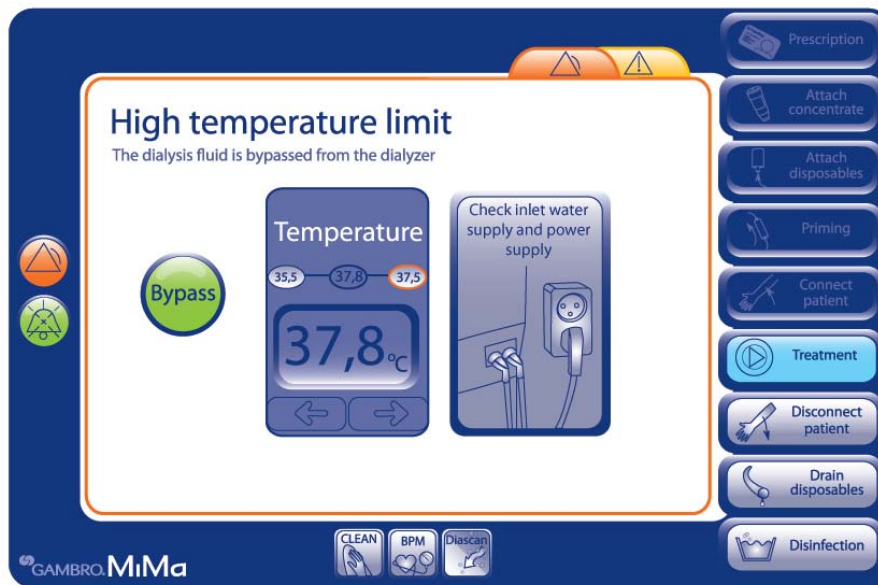 High temperature limit
The dialysis fluid is bypassed from the dialyzer
Bypass
Temperature
35,5
37,8
37,5
37,8 °C
Check inlet water
supply and power
supply
Prescription
Attach
concentrate
Attach
disposables
Priming
Connect
patient
Treatment
Disconnect
patient
Drain
disposables
Disinfection
CLEAN
BPM
Diascan
GAMBRO. MiMa